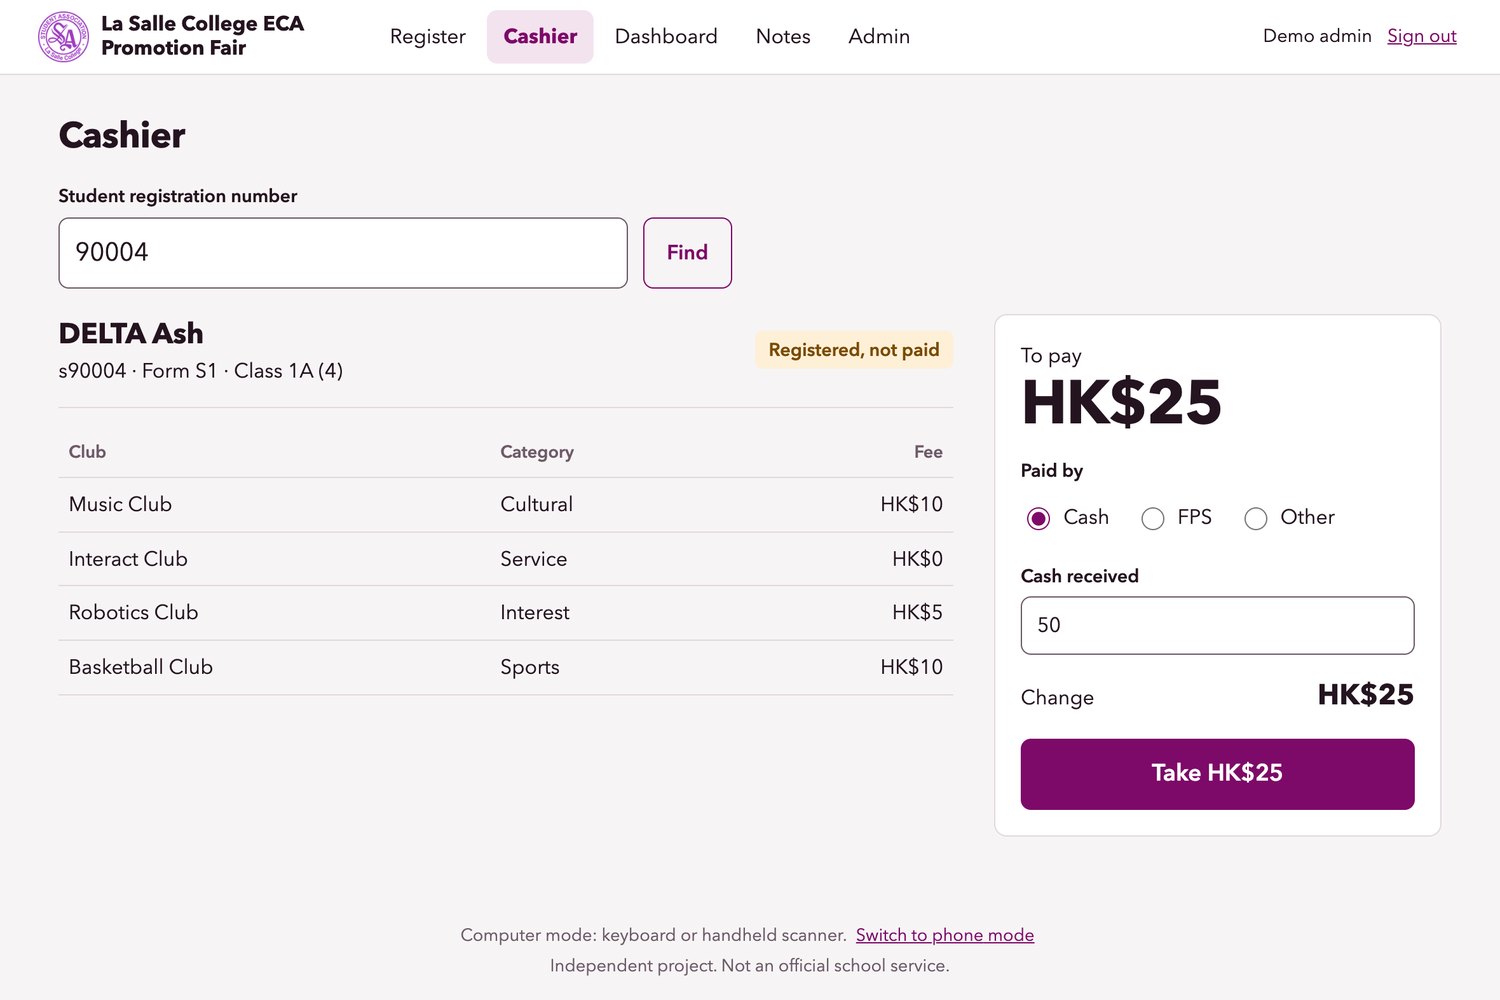 La Salle College ECA
Promotion Fair
Register
Cashier
Dashboard
Notes
Admin
Demo admin
Sign out
Cashier
Student registration number
90004
Find
DELTA Ash
s90004 · Form S1 · Class 1A (4)
Registered, not paid
Club Category Fee
Music Club Cultural HK$10
Interact Club Service HK$0
Robotics Club Interest HK$5
Basketball Club Sports HK$10
To pay
HK$25
Paid by
Cash FPS Other
Cash received
50
Change HK$25
Take HK$25
Computer mode: keyboard or handheld scanner. Switch to phone mode
Independent project. Not an official school service.